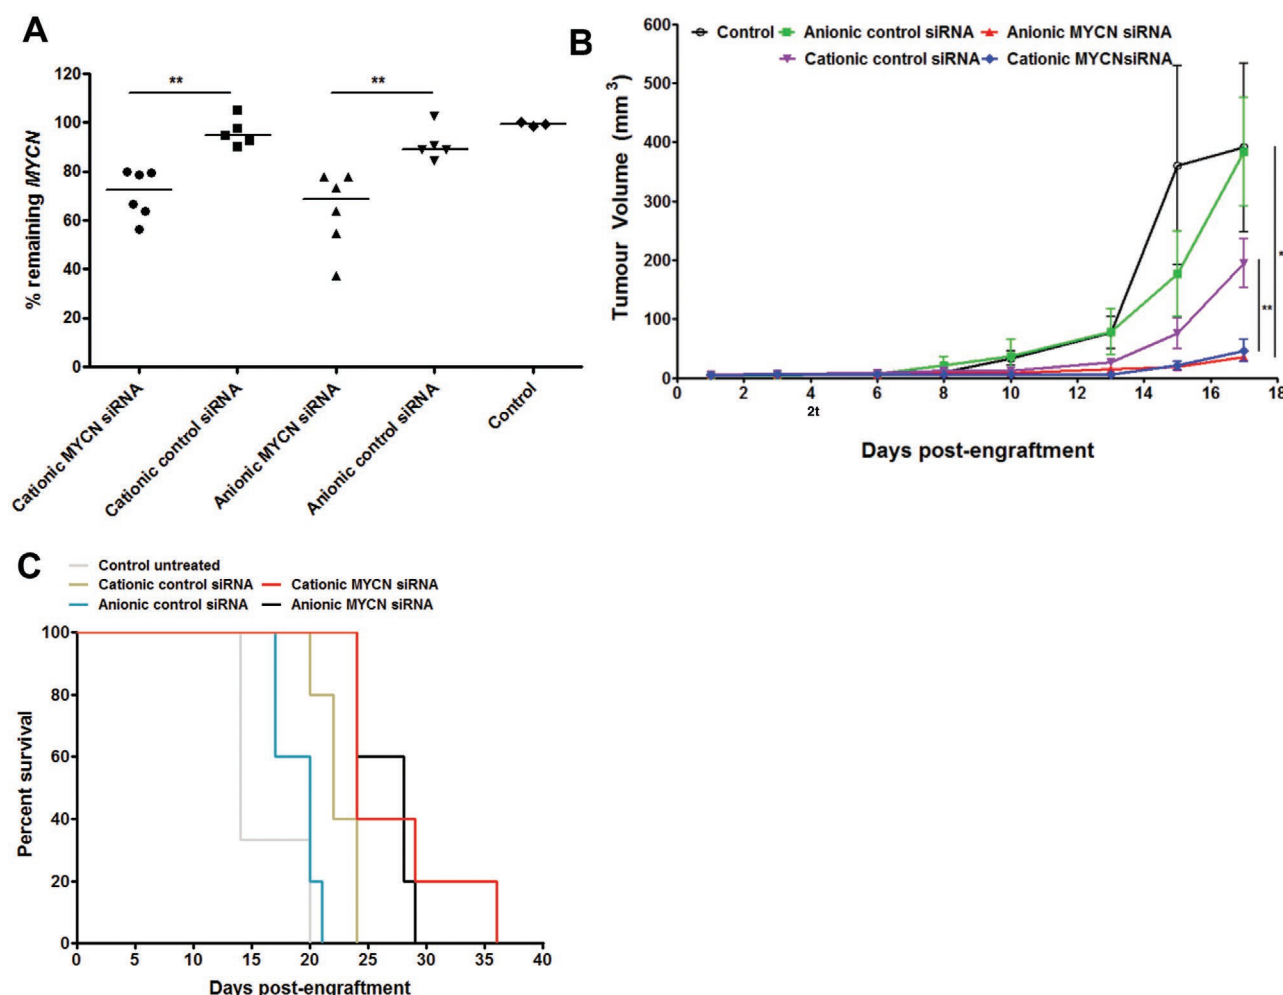 A
120
100
80
60
40
20
0
% remaining MYCN
**
**
Cationic MYCN siRNA
Cationic control siRNA
Anionic MYCN siRNA
Anionic control siRNA
Control
B
Control Anionic control siRNA Anionic MYCN siRNA
Cationic control siRNA Cationic MYCNsiRNA
600
500
400
300
200
100
0
Tumour Volume (mm 3)
*
**
0 2 4 6 8 10 12 14 16 18
2t
Days post-engraftment
C
Control untreated
Cationic control siRNA Cationic MYCN siRNA
Anionic control siRNA Anionic MYCN siRNA
100
80
60
40
20
0
Percent survival
0 5 10 15 20 25 30 35 40
Days post-engraftment